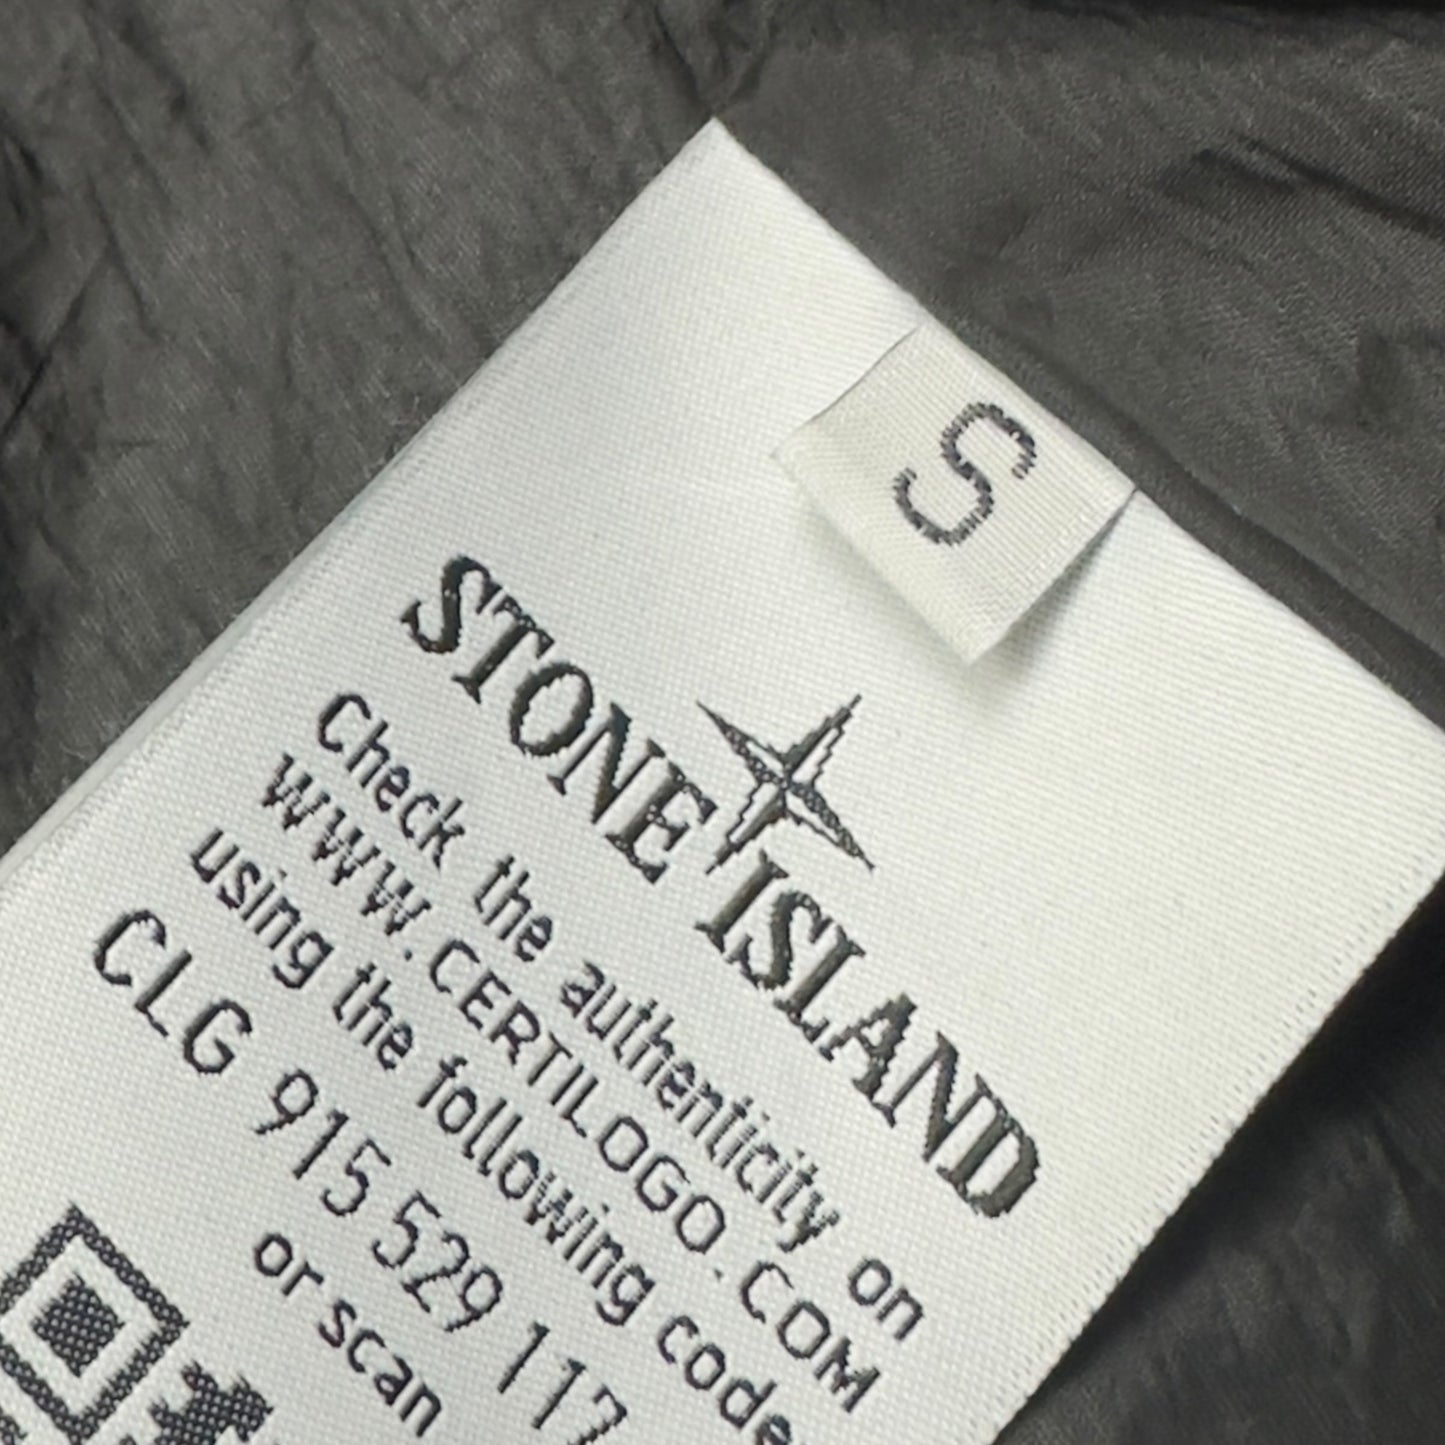 S
STONE ISLAND
Check the authenticity on
WWW.CERTILOGO.COM
using the following code
CLG 915 529 117
or scan